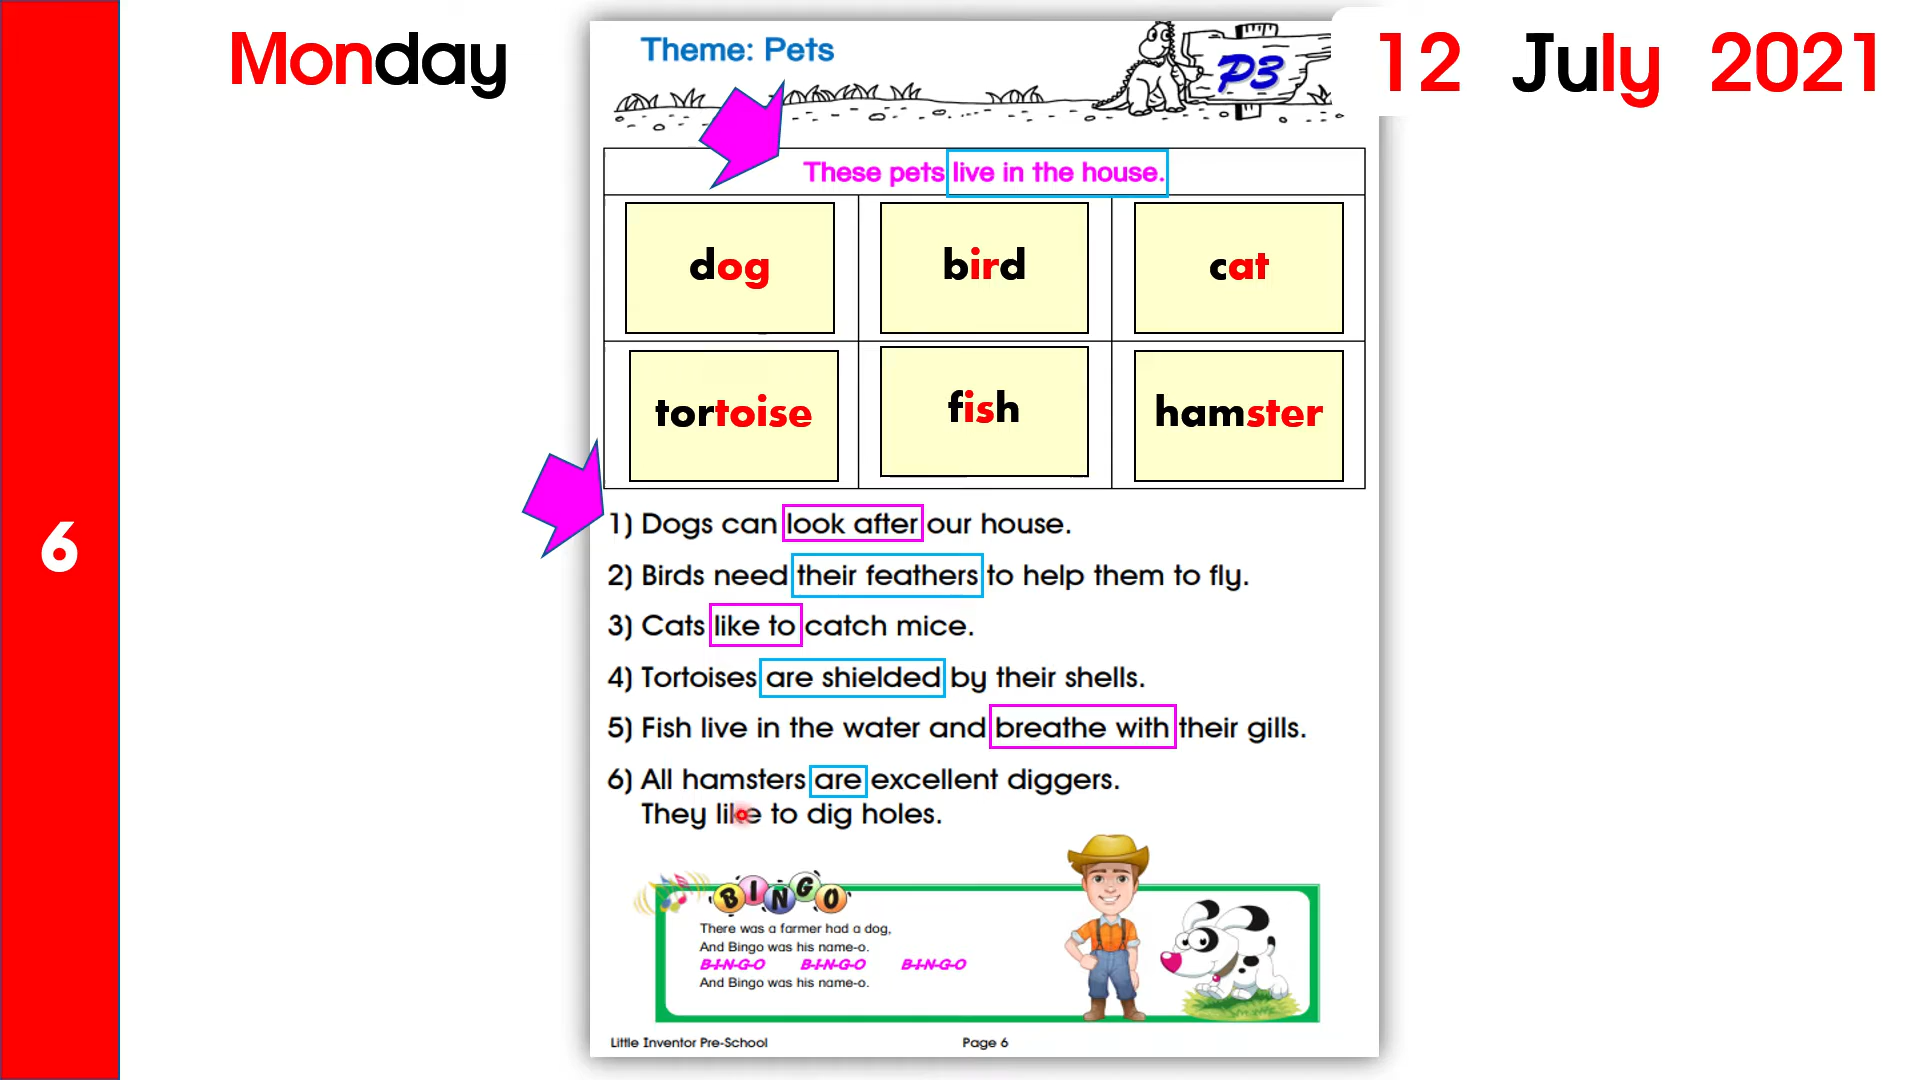 Monday
12 July 2021
Theme: Pets
P3
These pets live in the house.
dog bird cat
tortoise fish hamster
6
1) Dogs can look after our house.
2) Birds need their feathers to help them to fly.
3) Cats like to catch mice.
4) Tortoises are shielded by their shells.
5) Fish live in the water and breathe with their gills.
6) All hamsters are excellent diggers.
They like to dig holes.
BINGO
There was a farmer had a dog,
And Bingo was his name-o.
B-I-N-G-O B-I-N-G-O B-I-N-G-O
And Bingo was his name-o.
Little Inventor Pre-School Page 6